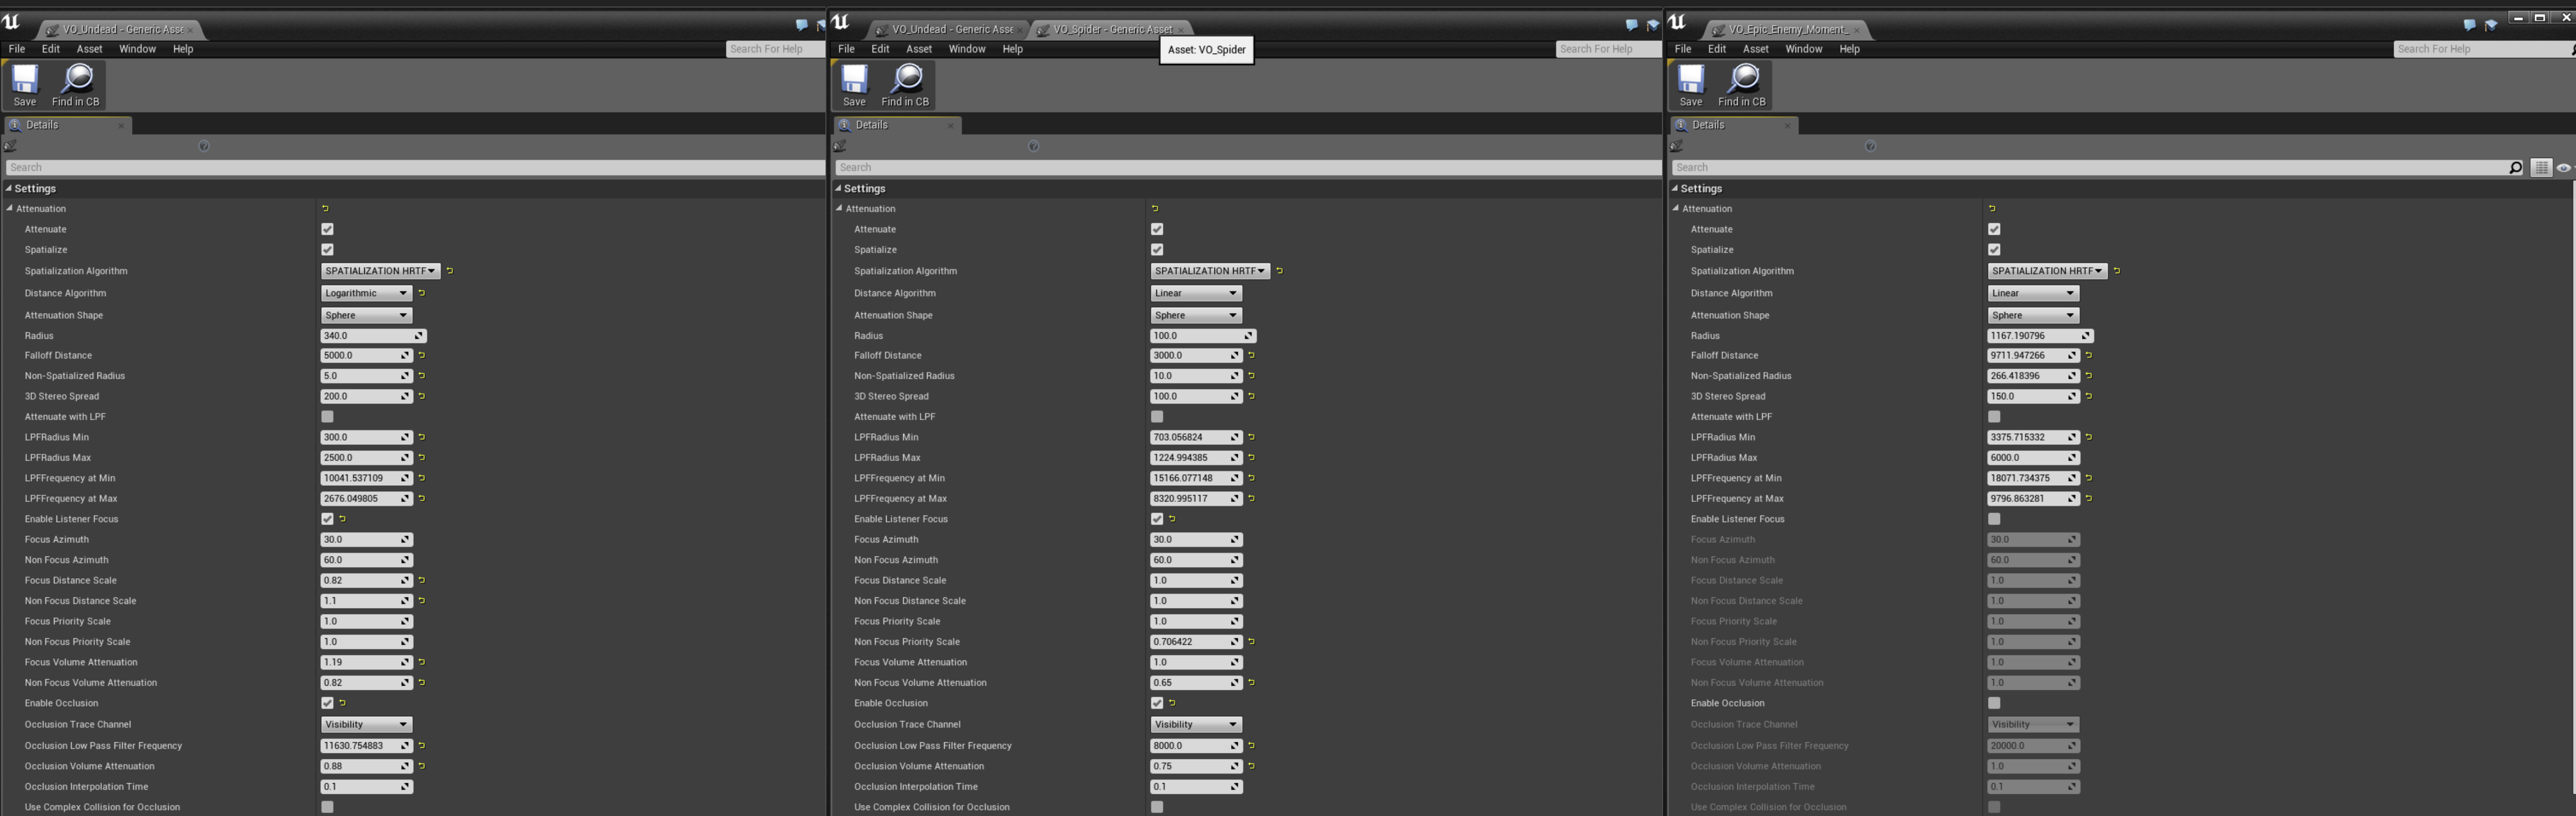 VO_Undead - Generic Asse
File Edit Asset Window Help
Search For Help
Save Find in CB
Details
Search
Settings
Attenuation
Attenuate
Spatialize
Spatialization Algorithm SPATIALIZATION HRTF
Distance Algorithm Logarithmic
Attenuation Shape Sphere
Radius 340.0
Falloff Distance 5000.0
Non-Spatialized Radius 5.0
3D Stereo Spread 200.0
Attenuate with LPF
LPFRadius Min 300.0
LPFRadius Max 2500.0
LPFFrequency at Min 10041.537109
LPFFrequency at Max 2676.049805
Enable Listener Focus
Focus Azimuth 30.0
Non Focus Azimuth 60.0
Focus Distance Scale 0.82
Non Focus Distance Scale 1.1
Focus Priority Scale 1.0
Non Focus Priority Scale 1.0
Focus Volume Attenuation 1.19
Non Focus Volume Attenuation 0.82
Enable Occlusion
Occlusion Trace Channel Visibility
Occlusion Low Pass Filter Frequency 11630.754883
Occlusion Volume Attenuation 0.88
Occlusion Interpolation Time 0.1
Use Complex Collision for Occlusion
VO_Undead - Generic Asse VO_Spider - Generic Asset
File Edit Asset Window Help
Asset: VO_Spider
Search For Help
Save Find in CB
Details
Search
Settings
Attenuation
Attenuate
Spatialize
Spatialization Algorithm SPATIALIZATION HRTF
Distance Algorithm Linear
Attenuation Shape Sphere
Radius 100.0
Falloff Distance 3000.0
Non-Spatialized Radius 10.0
3D Stereo Spread 100.0
Attenuate with LPF
LPFRadius Min 703.056824
LPFRadius Max 1224.994385
LPFFrequency at Min 15166.077148
LPFFrequency at Max 8320.995117
Enable Listener Focus
Focus Azimuth 30.0
Non Focus Azimuth 60.0
Focus Distance Scale 1.0
Non Focus Distance Scale 1.0
Focus Priority Scale 1.0
Non Focus Priority Scale 0.706422
Focus Volume Attenuation 1.0
Non Focus Volume Attenuation 0.65
Enable Occlusion
Occlusion Trace Channel Visibility
Occlusion Low Pass Filter Frequency 8000.0
Occlusion Volume Attenuation 0.75
Occlusion Interpolation Time 0.1
Use Complex Collision for Occlusion
VO_Epic_Enemy_Moment_
File Edit Asset Window Help
Search For Help
Save Find in CB
Details
Search
Settings
Attenuation
Attenuate
Spatialize
Spatialization Algorithm SPATIALIZATION HRTF
Distance Algorithm Linear
Attenuation Shape Sphere
Radius 1167.190796
Falloff Distance 9711.947266
Non-Spatialized Radius 266.418396
3D Stereo Spread 150.0
Attenuate with LPF
LPFRadius Min 3375.715332
LPFRadius Max 6000.0
LPFFrequency at Min 18071.734375
LPFFrequency at Max 9796.863281
Enable Listener Focus
Focus Azimuth 30.0
Non Focus Azimuth 60.0
Focus Distance Scale 1.0
Non Focus Distance Scale 1.0
Focus Priority Scale 1.0
Non Focus Priority Scale 1.0
Focus Volume Attenuation 1.0
Non Focus Volume Attenuation 1.0
Enable Occlusion
Occlusion Trace Channel Visibility
Occlusion Low Pass Filter Frequency 20000.0
Occlusion Volume Attenuation 1.0
Occlusion Interpolation Time 0.1
Use Complex Collision for Occlusion